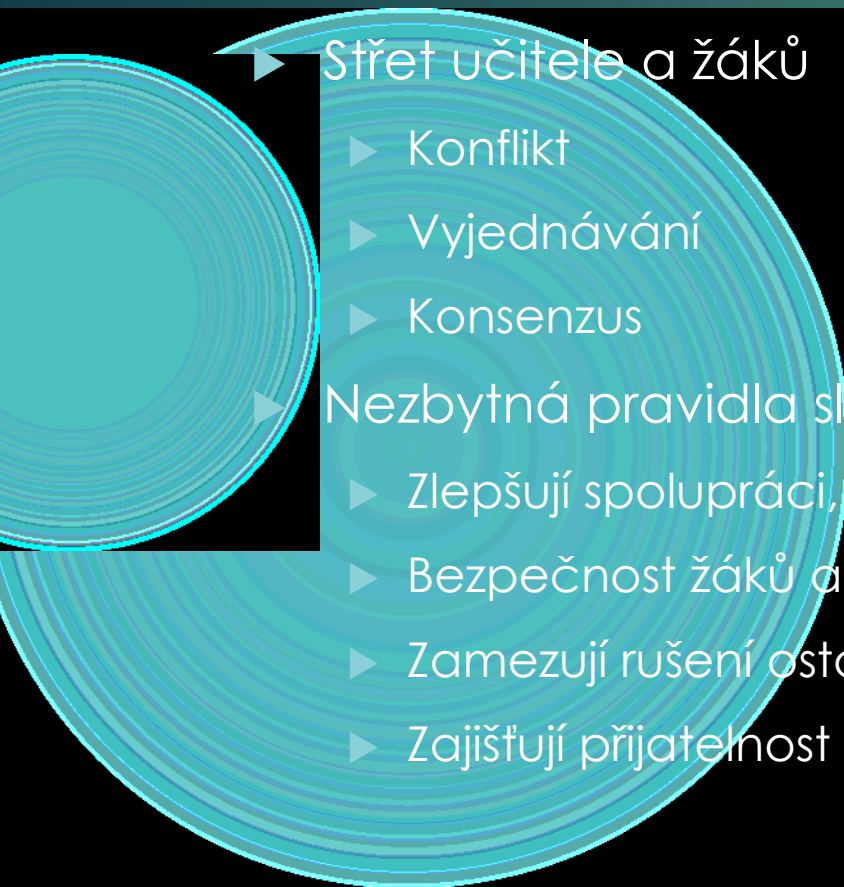 Střet učitele a žáků
Konflikt
Vyjednávání
Konsenzus
Nezbytná pravidla
Zlepšují spolupráci,
Bezpečnost žáků
Zamezují rušení
Zajišťují přijatelnost